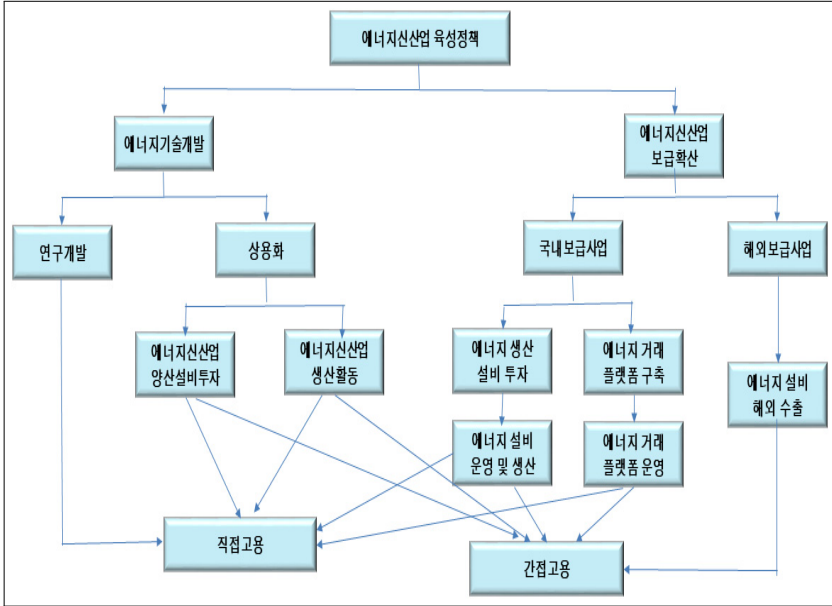 에너지신산업 육성정책
에너지기술개발
에너지신산업
보급확산
연구개발
상용화
국내보급사업
해외보급사업
에너지신산업
양산설비투자
에너지신산업
생산활동
에너지 생산
설비 투자
에너지 거래
플랫폼 구축
에너지 설비
해외 수출
에너지 설비
운영 및 생산
에너지 거래
플랫폼 운영
직접고용
간접고용